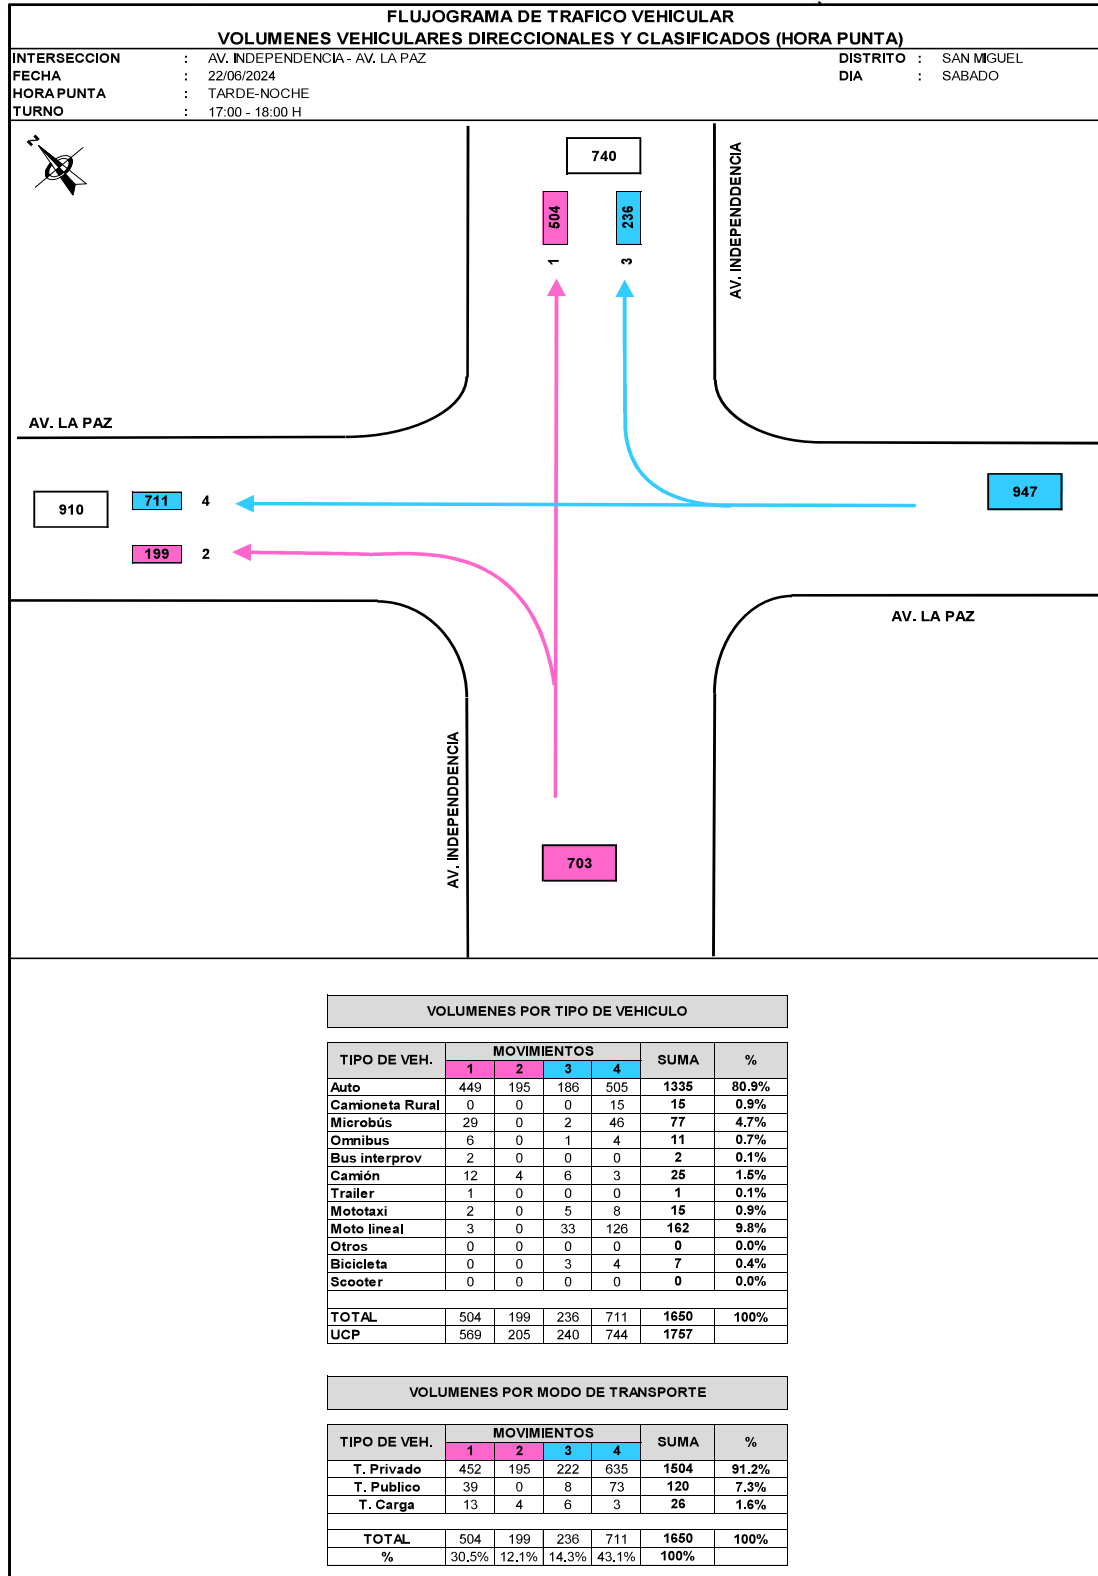 FLUJOGRAMA DE TRAFICO VEHICULAR
VOLUMENES VEHICULARES DIRECCIONALES Y CLASIFICADOS (HORA PUNTA)
INTERSECCION : AV. INDEPENDENCIA - AV. LA PAZ DISTRITO : SAN MIGUEL
FECHA : 22/06/2024 DIA : SABADO
HORA PUNTA : TARDE-NOCHE
TURNO : 17:00 - 18:00 H
N
740
504
236
1
3
AV. INDEPENDDENCIA
AV. LA PAZ
910
711 4
947
199 2
AV. LA PAZ
AV. INDEPENDDENCIA
703
VOLUMENES POR TIPO DE VEHICULO
TIPO DE VEH. MOVIMIENTOS SUMA %
1 2 3 4
Auto 449 195 186 505 1335 80.9%
Camioneta Rural 0 0 0 15 15 0.9%
Microbús 29 0 2 46 77 4.7%
Omnibus 6 0 1 4 11 0.7%
Bus interprov 2 0 0 0 2 0.1%
Camión 12 4 6 3 25 1.5%
Trailer 1 0 0 0 1 0.1%
Mototaxi 2 0 5 8 15 0.9%
Moto lineal 3 0 33 126 162 9.8%
Otros 0 0 0 0 0 0.0%
Bicicleta 0 0 3 4 7 0.4%
Scooter 0 0 0 0 0 0.0%
TOTAL 504 199 236 711 1650 100%
UCP 569 205 240 744 1757
VOLUMENES POR MODO DE TRANSPORTE
TIPO DE VEH. MOVIMIENTOS SUMA %
1 2 3 4
T. Privado 452 195 222 635 1504 91.2%
T. Publico 39 0 8 73 120 7.3%
T. Carga 13 4 6 3 26 1.6%
TOTAL 504 199 236 711 1650 100%
% 30.5% 12.1% 14.3% 43.1% 100%